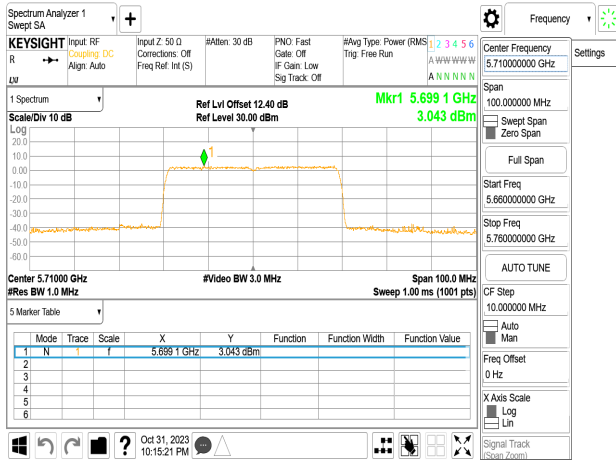 Spectrum Analyzer 1
Swept SA
Frequency
Settings
KEYSIGHT
R
Input: RF
Coupling: DC
Align: Auto
Input Z: 50 Ω
Corrections: Off
Freq Ref: Int (S)
#Atten: 30 dB
PNO: Fast
Gate: Off
IF Gain: Low
Sig Track: Off
#Avg Type: Power (RMS
Trig: Free Run
1 2 3 4 5 6
A WW WW W
A N N N N N
1 Spectrum
Scale/Div 10 dB
Ref Lvl Offset 12.40 dB
Ref Level 30.00 dBm
Mkr1 5.699 1 GHz
3.043 dBm
Log
20.0
10.0
0.00
-10.0
-20.0
-30.0
-40.0
-50.0
-60.0
1
Center 5.71000 GHz
#Res BW 1.0 MHz
#Video BW 3.0 MHz
Span 100.0 MHz
Sweep 1.00 ms (1001 pts)
5 Marker Table
Mode Trace Scale X Y Function Function Width Function Value
1 N 1 f 5.699 1 GHz 3.043 dBm
2
3
4
5
6
Oct 31, 2023
10:15:21 PM
?
Center Frequency
5.710000000 GHz
Span
100.000000 MHz
Swept Span
Zero Span
Full Span
Start Freq
5.660000000 GHz
Stop Freq
5.760000000 GHz
AUTO TUNE
CF Step
10.000000 MHz
Auto
Man
Freq Offset
0 Hz
X Axis Scale
Log
Lin
Signal Track
(Span Zoom)